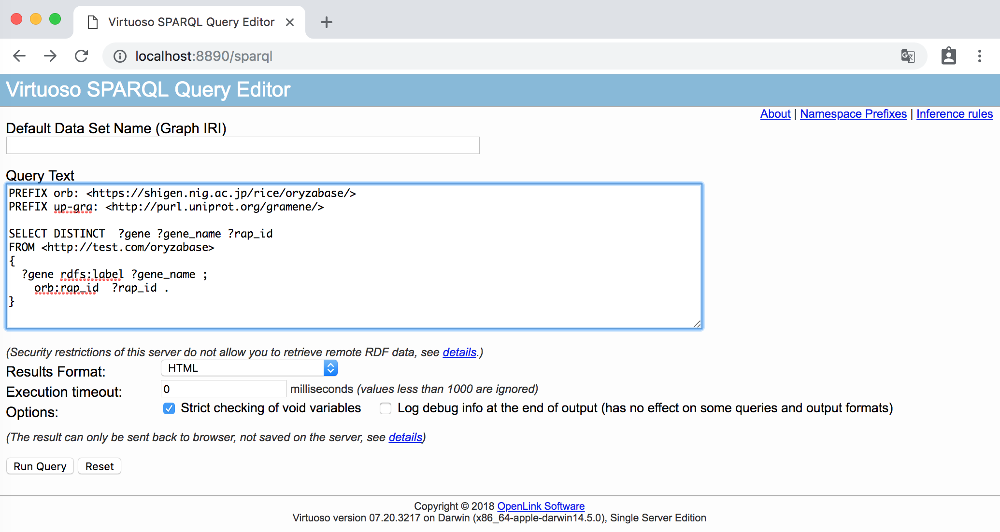 Virtuoso SPARQL Query Editor
localhost:8890/sparql
Virtuoso SPARQL Query Editor
About | Namespace Prefixes | Inference rules
Default Data Set Name (Graph IRI)
Query Text
PREFIX orb: <https://shigen.nig.ac.jp/rice/oryzabase/>
PREFIX up-gra: <http://purl.uniprot.org/gramene/>
SELECT DISTINCT  ?gene ?gene_name ?rap_id
FROM <http://test.com/oryzabase>
{
  ?gene rdfs:label ?gene_name ;
    orb:rap_id  ?rap_id .
}
(Security restrictions of this server do not allow you to retrieve remote RDF data, see details.)
Results Format: HTML
Execution timeout: 0 milliseconds (values less than 1000 are ignored)
Options: Strict checking of void variables Log debug info at the end of output (has no effect on some queries and output formats)
(The result can only be sent back to browser, not saved on the server, see details)
Run Query Reset
Copyright © 2018 OpenLink Software
Virtuoso version 07.20.3217 on Darwin (x86_64-apple-darwin14.5.0), Single Server Edition